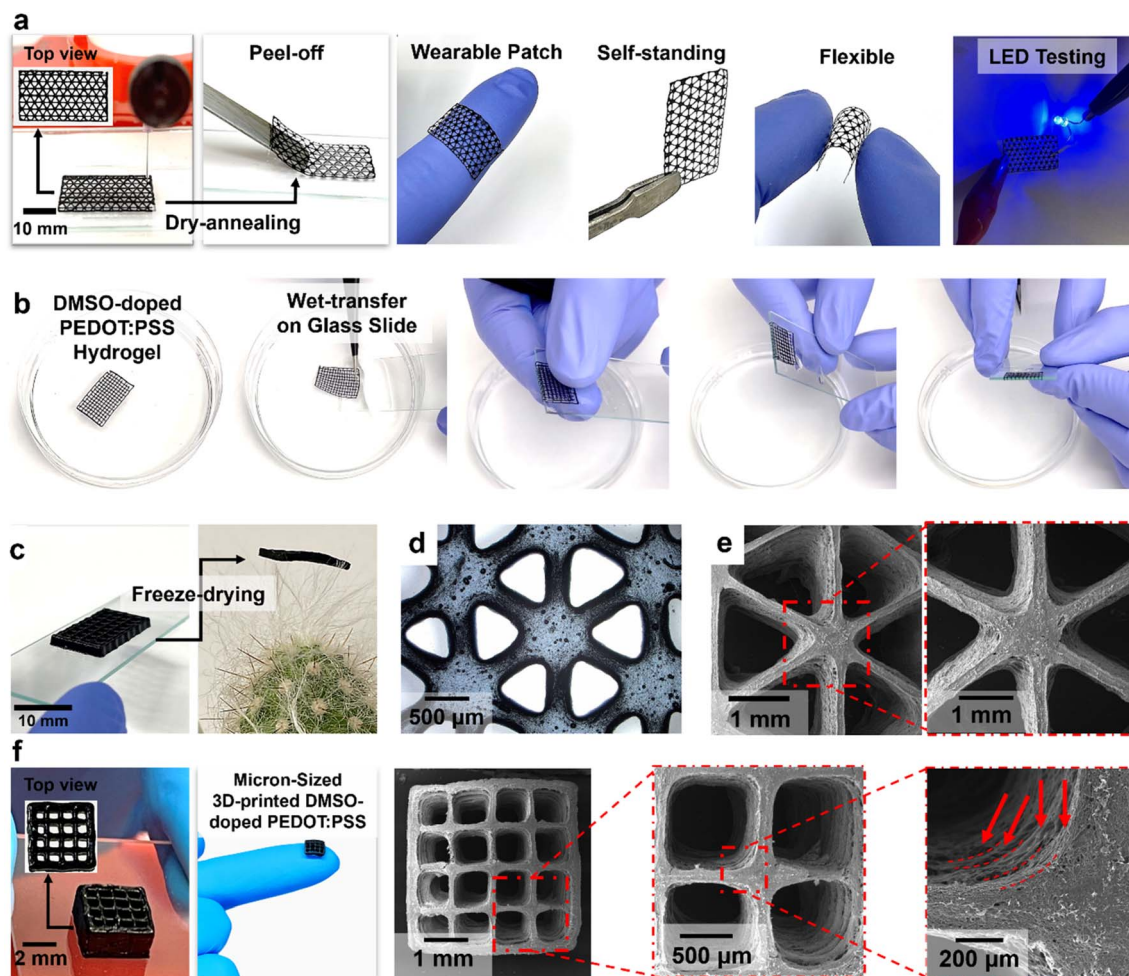 a
Top view
Peel-off
Wearable Patch
Self-standing
Flexible
LED Testing
10 mm
Dry-annealing
b
DMSO-doped
PEDOT:PSS
Hydrogel
Wet-transfer
on Glass Slide
c
Freeze-drying
10 mm
d
500 µm
e
1 mm
1 mm
f
Top view
2 mm
Micron-Sized
3D-printed DMSO-
doped PEDOT:PSS
1 mm
500 µm
200 µm